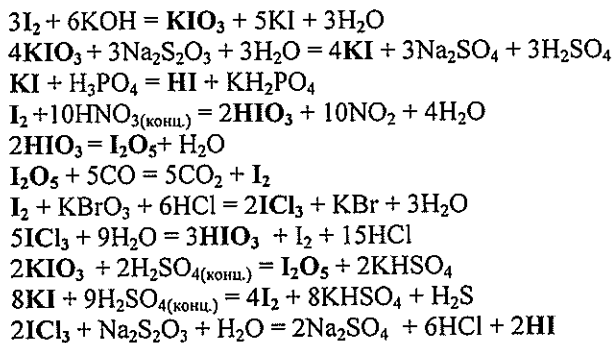 3I₂ + 6KOH = KIO₃ + 5KI + 3H₂O
4KIO₃ + 3Na₂S₂O₃ + 3H₂O = 4KI + 3Na₂SO₄ + 3H₂SO₄
KI + H₃PO₄ = HI + KH₂PO₄
I₂ +10HNO₃₍конц.₎ = 2HIO₃ + 10NO₂ + 4H₂O
2HIO₃ = I₂O₅+ H₂O
I₂O₅ + 5CO = 5CO₂ + I₂
I₂ + KBrO₃ + 6HCl = 2ICl₃ + KBr + 3H₂O
5ICl₃ + 9H₂O = 3HIO₃ + I₂ + 15HCl
2KIO₃ + 2H₂SO₄₍конц.₎ = I₂O₅ + 2KHSO₄
8KI + 9H₂SO₄₍конц.₎ = 4I₂ + 8KHSO₄ + H₂S
2ICl₃ + Na₂S₂O₃ + H₂O = 2Na₂SO₄ + 6HCl + 2HI